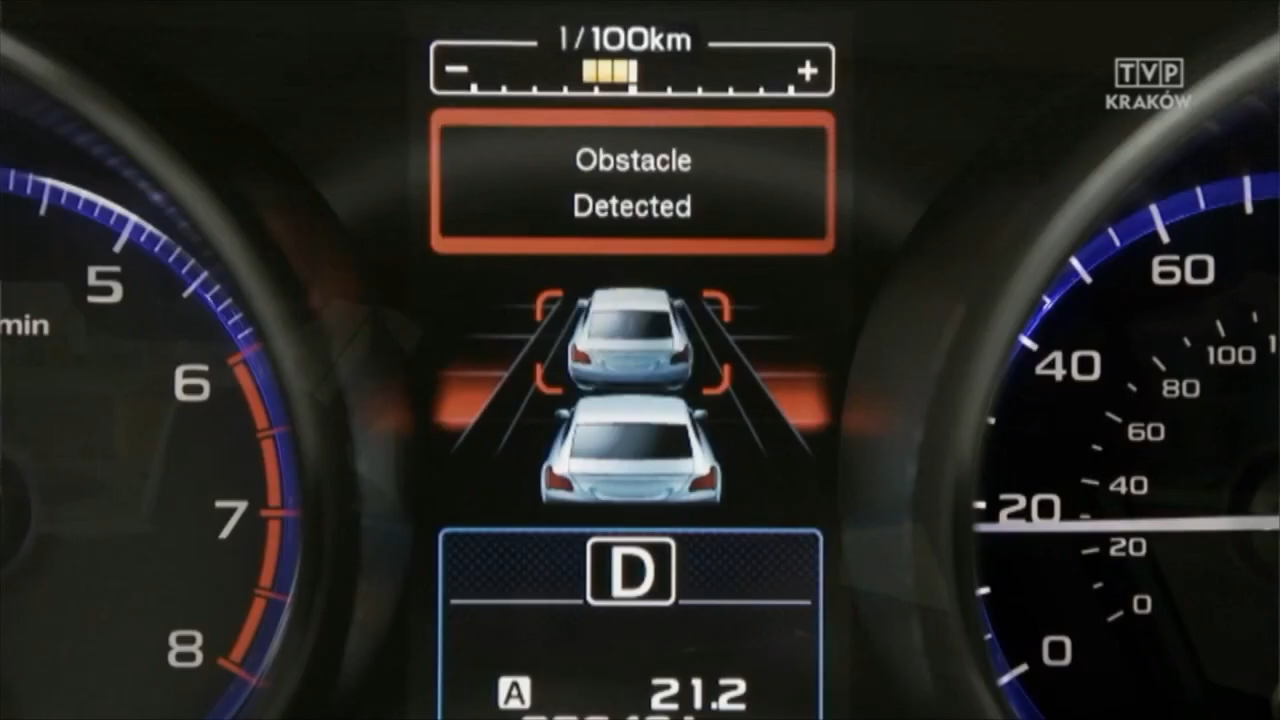 l/100km
− +
TVP
KRAKÓW
Obstacle
Detected
5
min
6
7
8
60
40
20
0
100
80
60
40
20
0
D
A 21.2